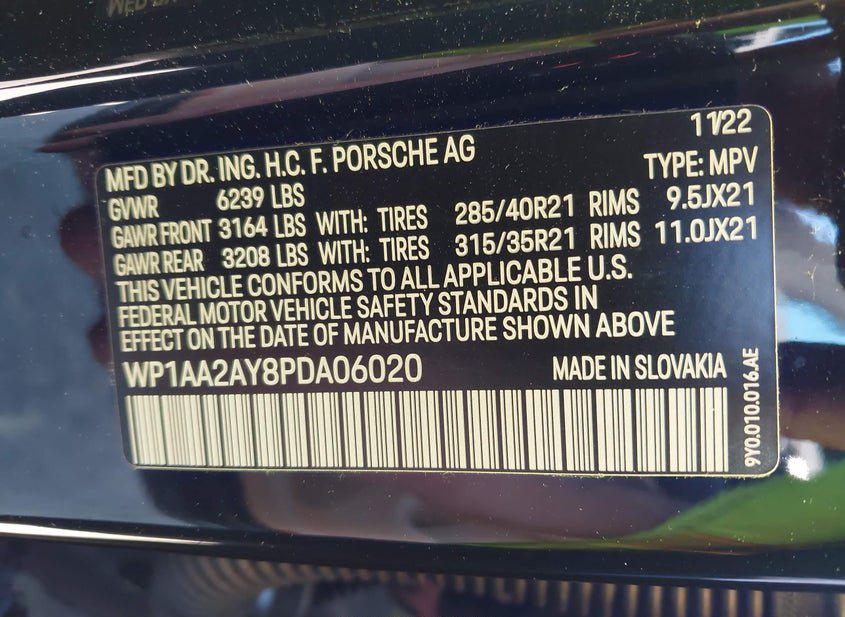 11/22
MFD BY DR. ING. H.C. F. PORSCHE AG TYPE: MPV
GVWR 6239 LBS
GAWR FRONT 3164 LBS WITH: TIRES 285/40R21 RIMS 9.5JX21
GAWR REAR 3208 LBS WITH: TIRES 315/35R21 RIMS 11.0JX21
THIS VEHICLE CONFORMS TO ALL APPLICABLE U.S.
FEDERAL MOTOR VEHICLE SAFETY STANDARDS IN
EFFECT ON THE DATE OF MANUFACTURE SHOWN ABOVE
WP1AA2AY8PDA06020 MADE IN SLOVAKIA
9Y0.010.016.AE